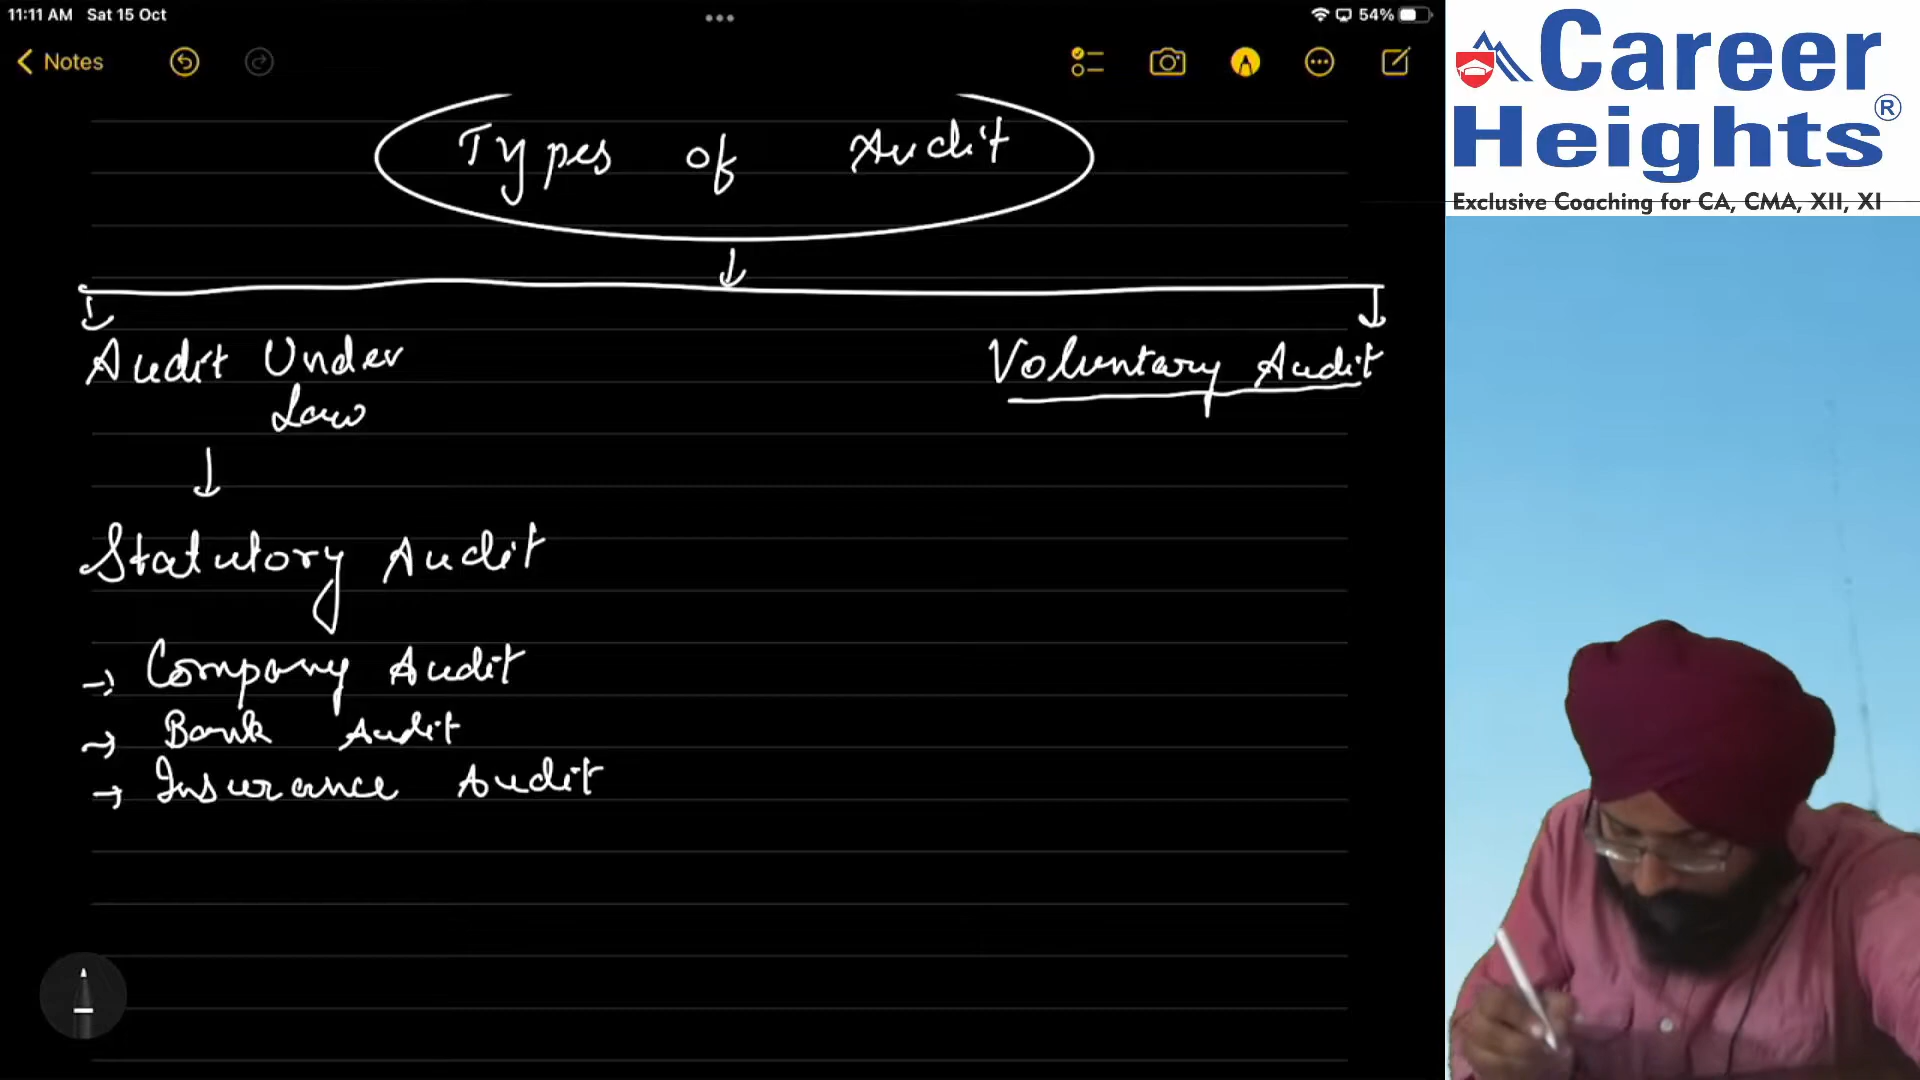 11:11 AM Sat 15 Oct
54%
Notes
Types of Audit
Audit Under
Law
Voluntary Audit
Statutory Audit
→ Company Audit
→ Bank Audit
→ Insurance Audit
Career
Heights®
Exclusive Coaching for CA, CMA, XII, XI